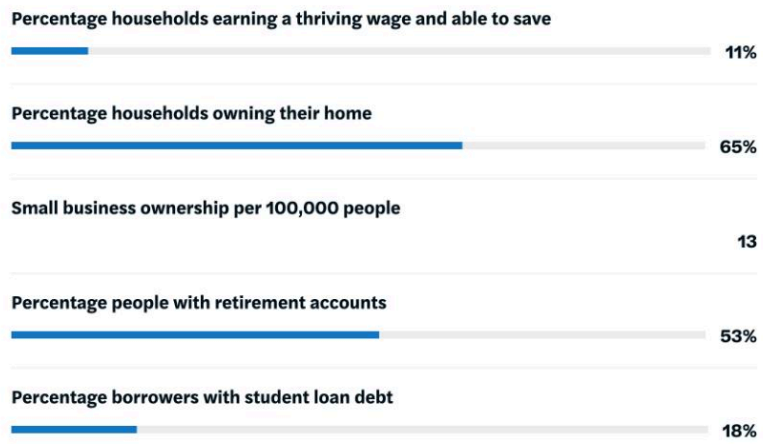 Percentage households earning a thriving wage and able to save
11%
Percentage households owning their home
65%
Small business ownership per 100,000 people
13
Percentage people with retirement accounts
53%
Percentage borrowers with student loan debt
18%